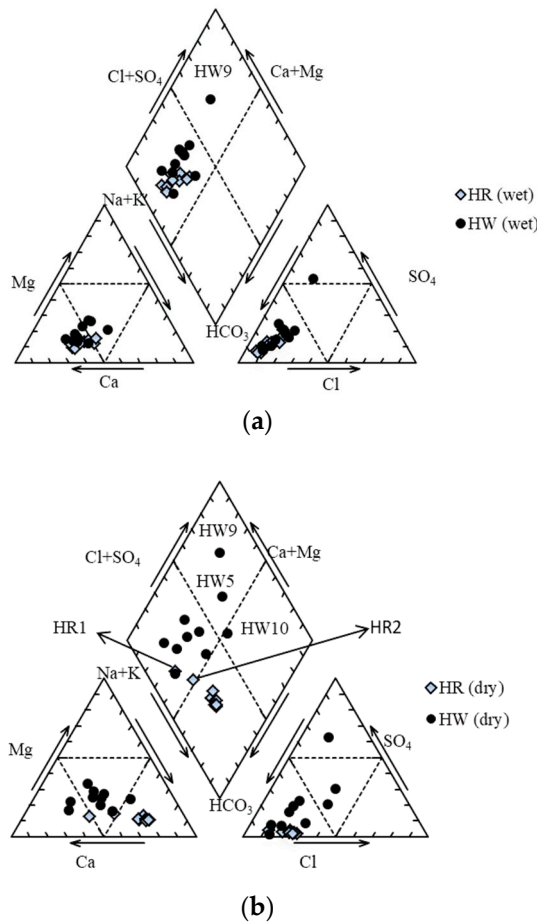 HW9
Cl+SO₄
Ca+Mg
HR (wet)
Na+K
HW (wet)
Mg
SO₄
HCO₃
Ca
Cl
(a)
HW9
Cl+SO₄
Ca+Mg
HW5
HR1
HW10
HR2
Na+K
HR (dry)
HW (dry)
Mg
SO₄
HCO₃
Ca
Cl
(b)